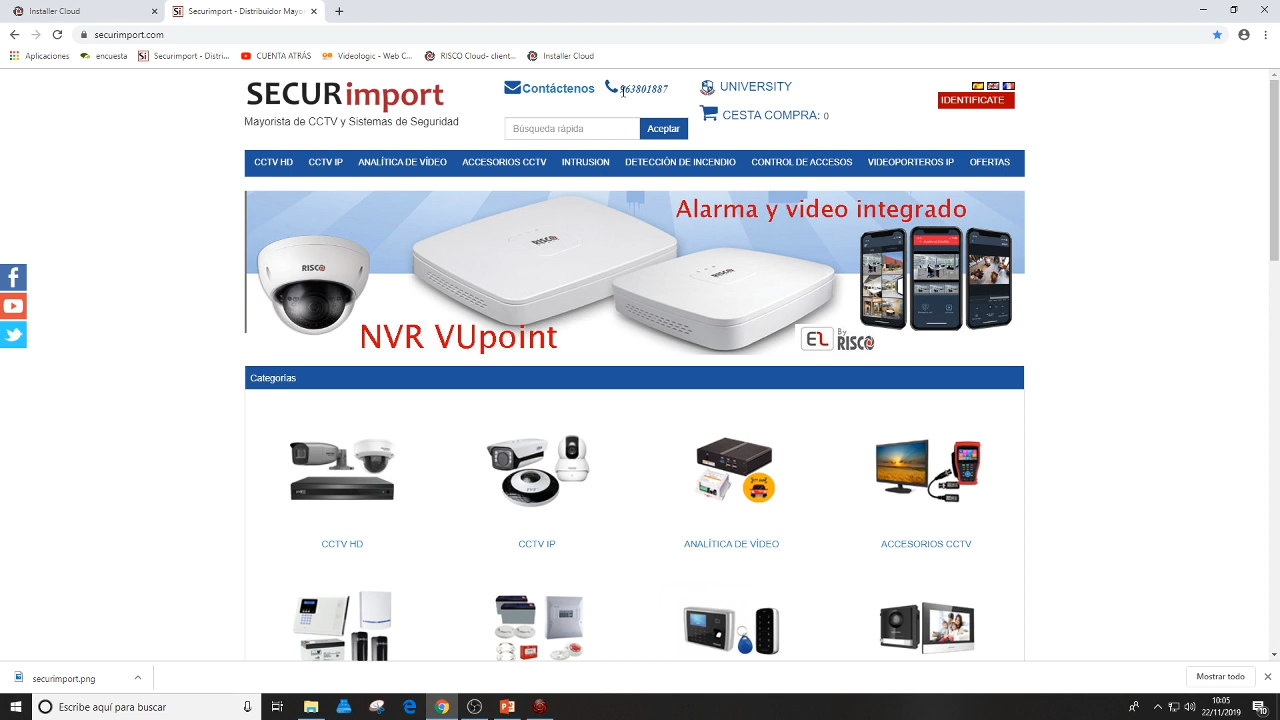 Installer Cloud
Securimport - Distribuidor Mayor
securimport.com
Aplicaciones
encuesta
Securimport - Distri...
CUENTA ATRÁS
Videologic - Web C...
RISCO Cloud- client...
Installer Cloud
SECURimport
Mayorista de CCTV y Sistemas de Seguridad
Contáctenos
963801887
UNIVERSITY
IDENTIFICATE
Búsqueda rápida
Aceptar
CESTA COMPRA: 0
CCTV HD
CCTV IP
ANALÍTICA DE VÍDEO
ACCESORIOS CCTV
INTRUSION
DETECCIÓN DE INCENDIO
CONTROL DE ACCESOS
VIDEOPORTEROS IP
OFERTAS
Alarma y video integrado
RISCO
RISCO
RISCO
NVR VUpoint
EL By RISCO
Categorías
CCTV HD
CCTV IP
ANALÍTICA DE VÍDEO
ACCESORIOS CCTV
securimport.png
Mostrar todo
Escribe aquí para buscar
10:05
22/11/2019